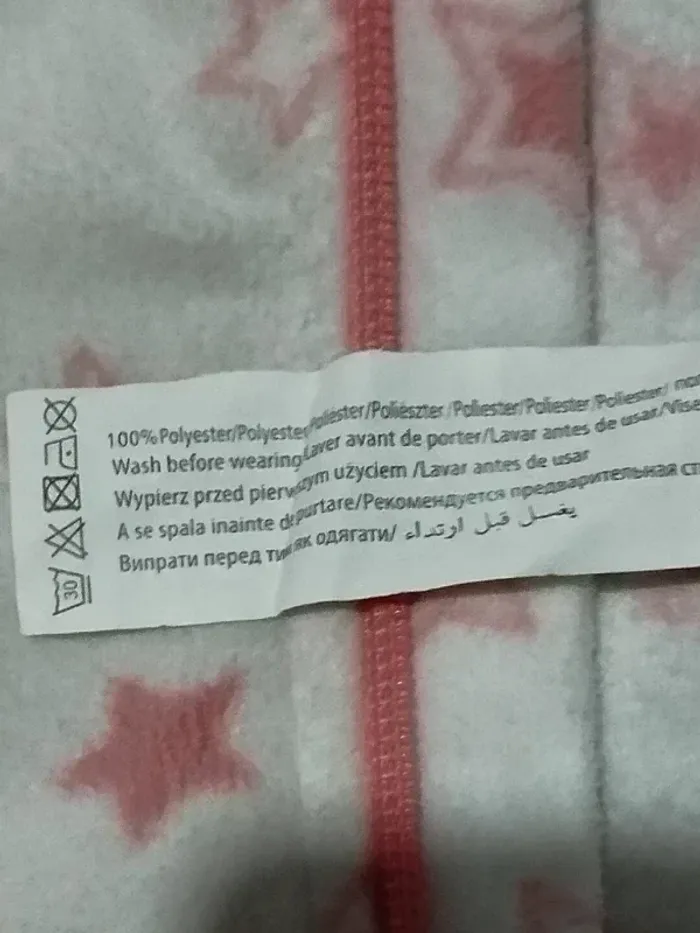 100%Polyester/Polyester/Poliester/Poliészter/Poliester/Poliester/Poliester/
Wash before wearing/Laver avant de porter/Lavar antes de usar/
Wypierz przed pierwszym użyciem /Lavar antes de usar
A se spala inainte de purtare/Рекомендуется предварительная
Випрати перед тим як одягати/ يغسل قبل ارتداء
30